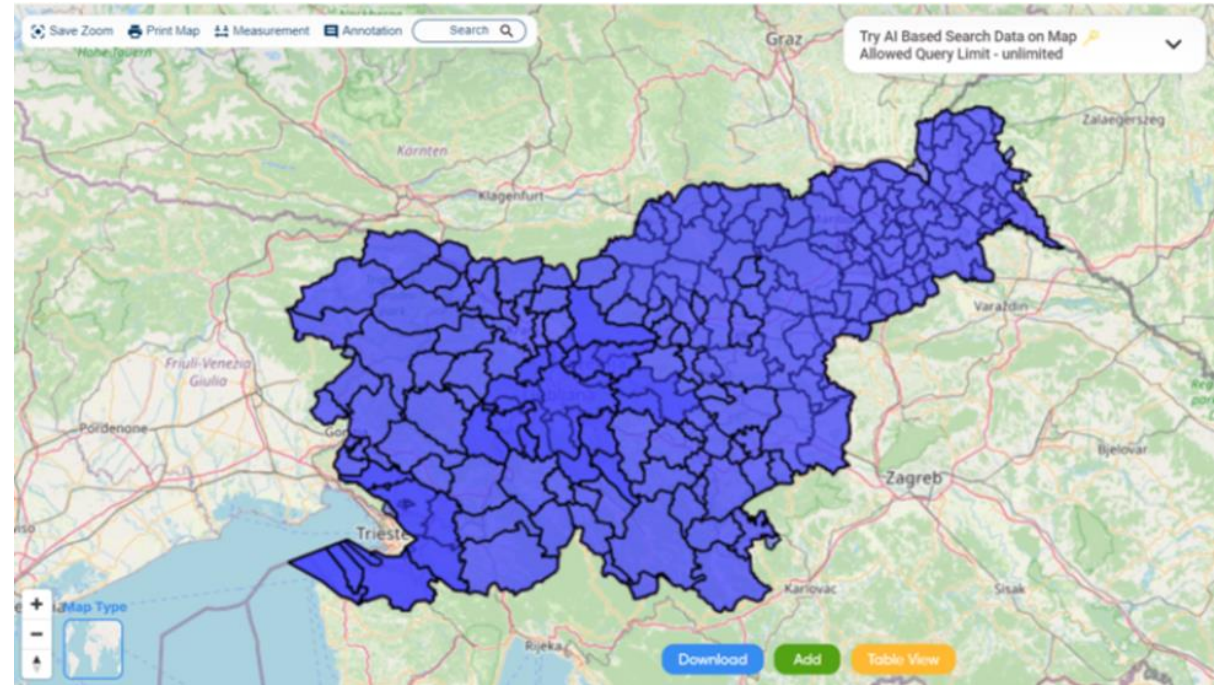 Save Zoom
Print Map
Measurement
Annotation
Search
Try AI Based Search Data on Map
Allowed Query Limit - unlimited
Graz
Hohe Tauern
Zalaegerszeg
Kärnten
Klagenfurt
Varaždin
Friuli-Venezia
Giulia
Pordenone
Bjelovar
Zagreb
Trieste
Karlovac
Sisak
Rijeka
+
Map Type
−
Download
Add
Table View